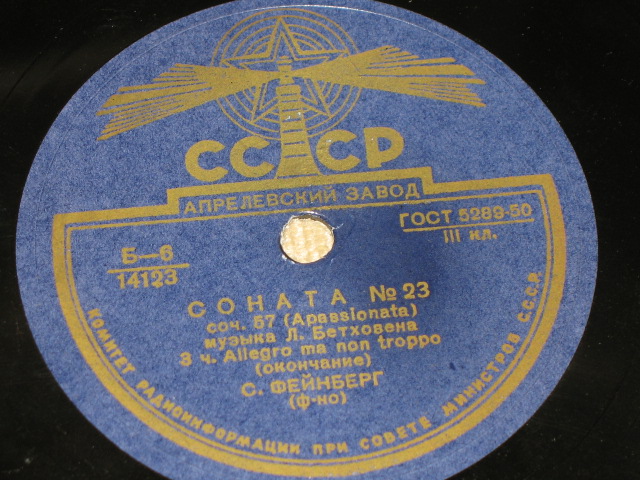 СССР
АПРЕЛЕВСКИЙ ЗАВОД
ГОСТ 5289-50
III кл.
Б—6
14123
СОНАТА №23
соч. 57 (Apassionata)
музыка Л. Бетховена
3 ч. Allegro ma non troppo
(окончание)
С. ФЕЙНБЕРГ
(ф-но)
КОМИТЕТ РАДИОИНФОРМАЦИИ ПРИ СОВЕТЕ МИНИСТРОВ С.С.С.Р.